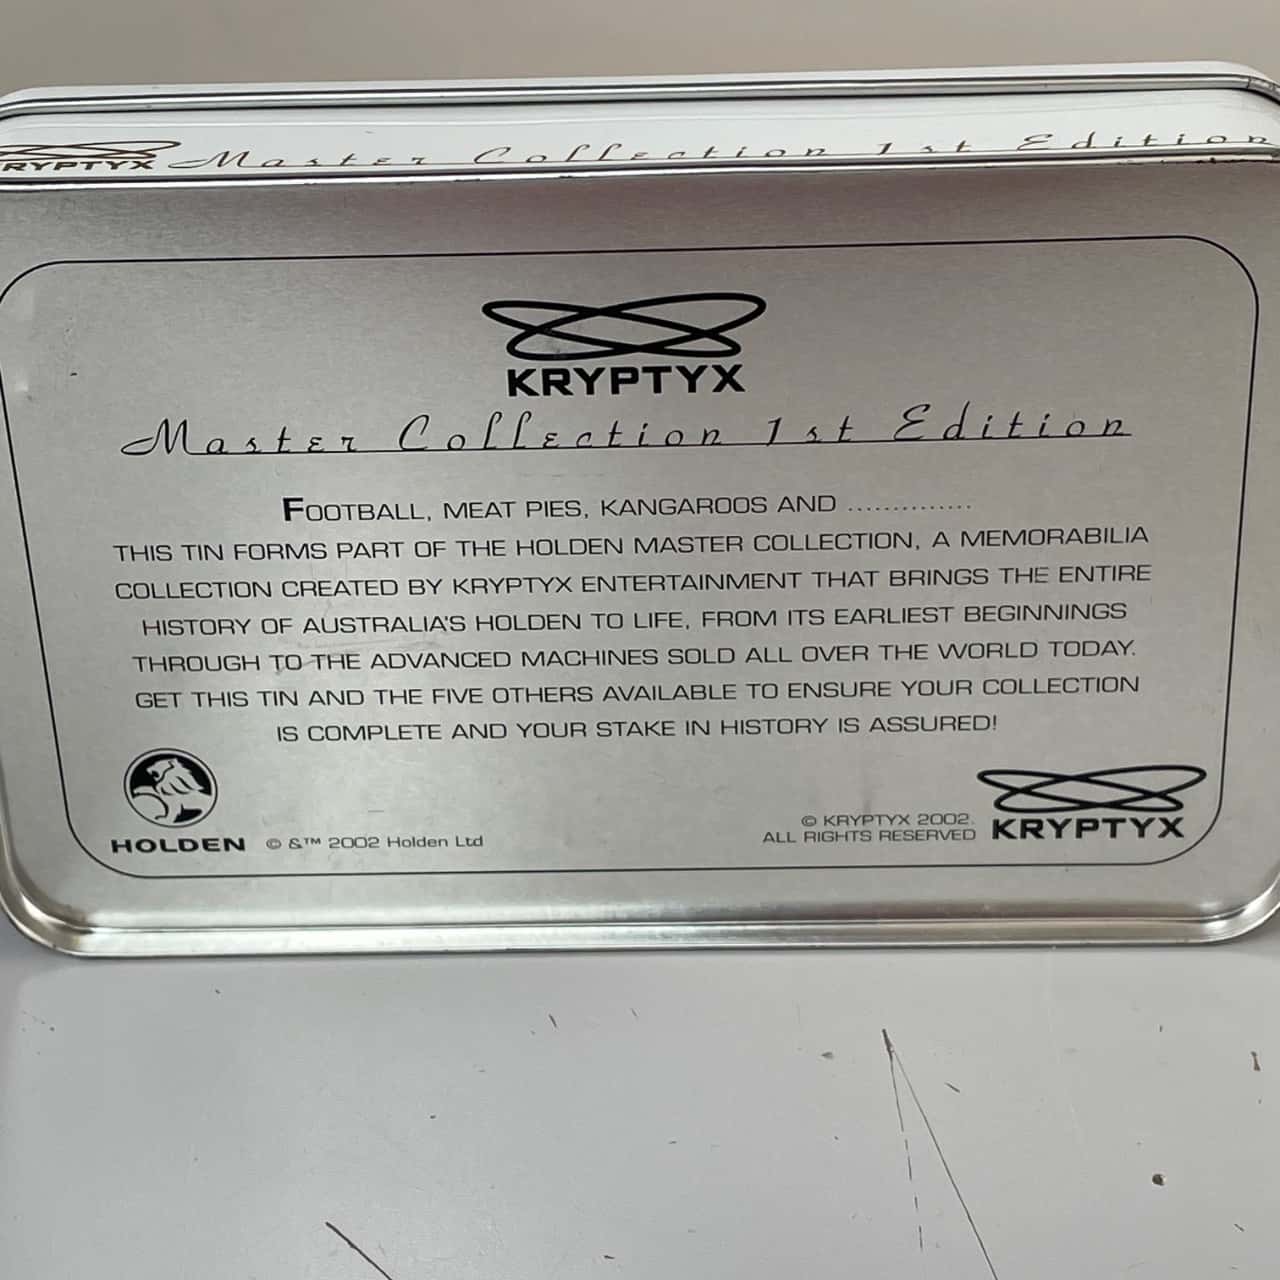 KRYPTYX Master Collection 1st Edition
KRYPTYX
Master Collection 1st Edition
FOOTBALL, MEAT PIES, KANGAROOS AND ..............
THIS TIN FORMS PART OF THE HOLDEN MASTER COLLECTION, A MEMORABILIA
COLLECTION CREATED BY KRYPTYX ENTERTAINMENT THAT BRINGS THE ENTIRE
HISTORY OF AUSTRALIA'S HOLDEN TO LIFE, FROM ITS EARLIEST BEGINNINGS
THROUGH TO THE ADVANCED MACHINES SOLD ALL OVER THE WORLD TODAY.
GET THIS TIN AND THE FIVE OTHERS AVAILABLE TO ENSURE YOUR COLLECTION
IS COMPLETE AND YOUR STAKE IN HISTORY IS ASSURED!
HOLDEN © &™ 2002 Holden Ltd
© KRYPTYX 2002.
ALL RIGHTS RESERVED
KRYPTYX